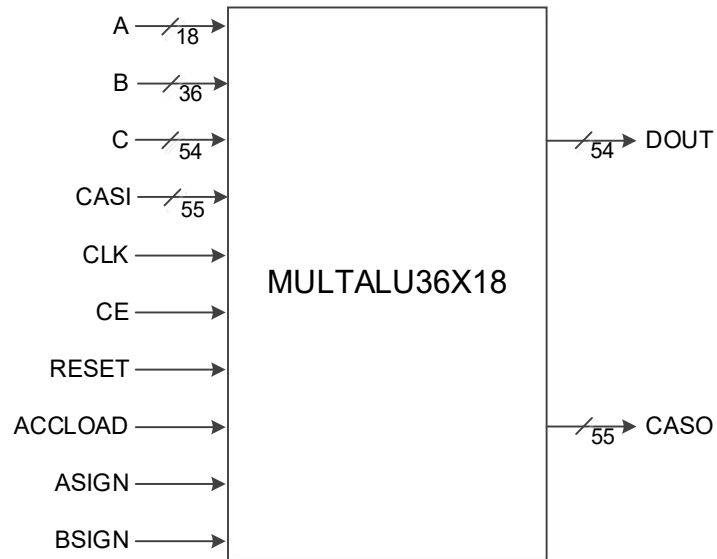 A 18
B 36
C 54
CASI 55
CLK
CE
RESET
ACCLOAD
ASIGN
BSIGN
MULTALU36X18
54 DOUT
55 CASO